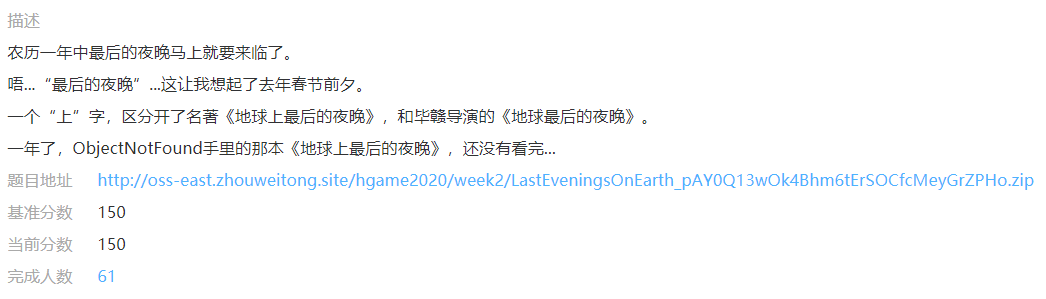 描述
农历一年中最后的夜晚马上就要来临了。
唔...“最后的夜晚”...这让我想起了去年春节前夕。
一个“上”字，区分开了名著《地球上最后的夜晚》，和毕赣导演的《地球最后的夜晚》。
一年了，ObjectNotFound手里的那本《地球上最后的夜晚》，还没有看完...
题目地址 http://oss-east.zhouweitong.site/hgame2020/week2/LastEveningsOnEarth_pAY0Q13wOk4Bhm6tErSOCfcMeyGrZPHo.zip
基准分数 150
当前分数 150
完成人数 61